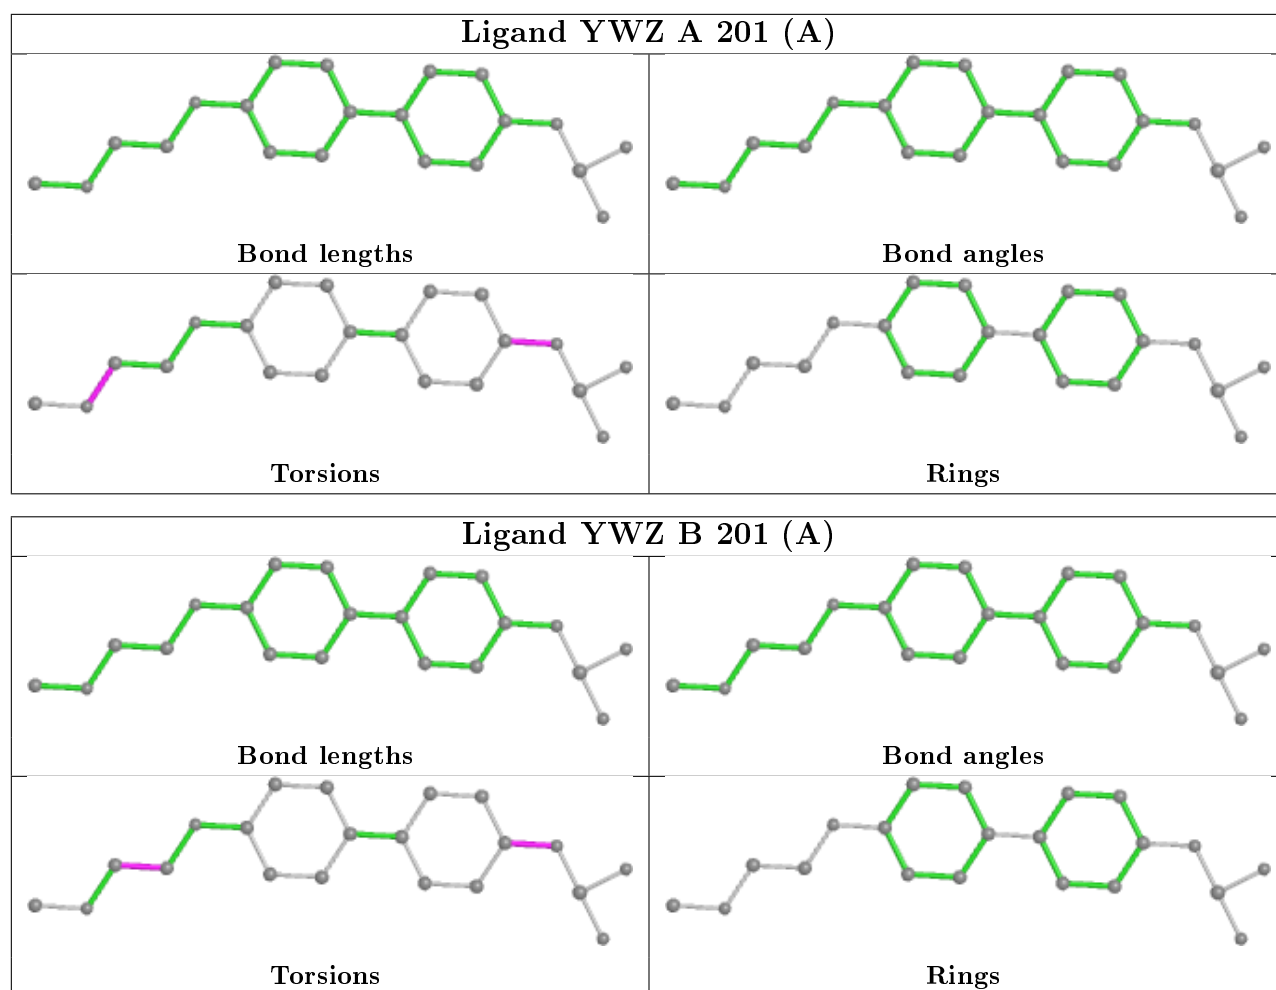 Ligand YWZ A 201 (A)
Bond lengths
Bond angles
Torsions
Rings
Ligand YWZ B 201 (A)
Bond lengths
Bond angles
Torsions
Rings